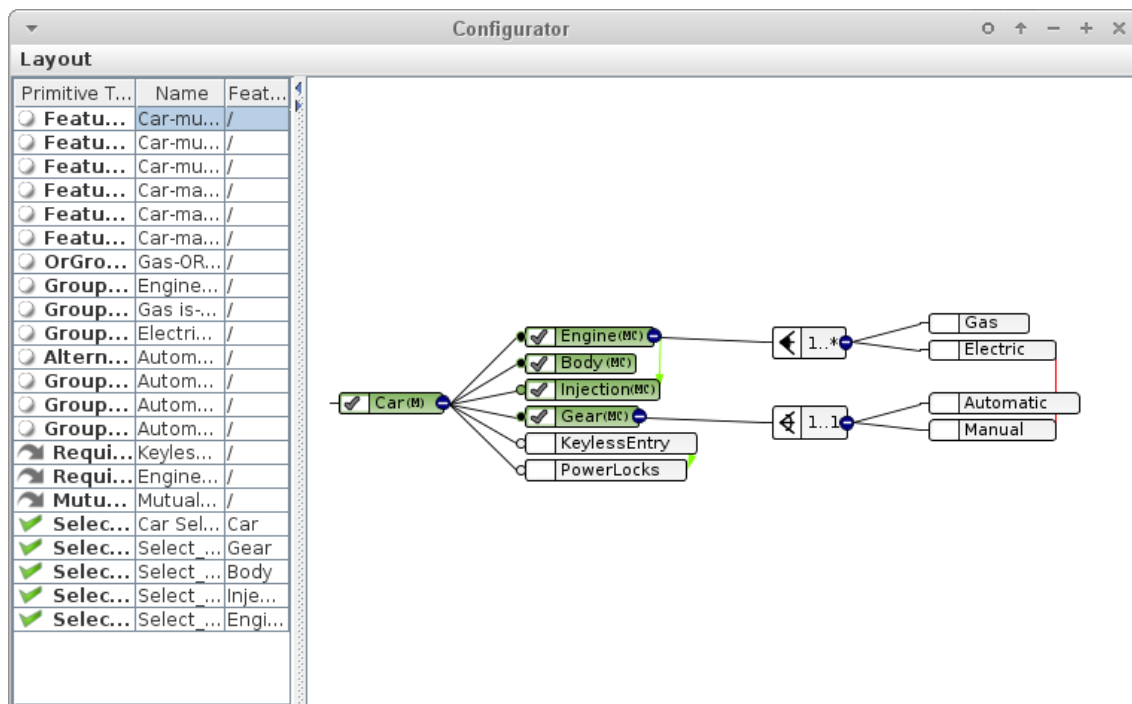 Configurator
Layout
Primitive T... Name Feat...
Featu... Car-mu... /
Featu... Car-mu... /
Featu... Car-mu... /
Featu... Car-ma... /
Featu... Car-ma... /
Featu... Car-ma... /
OrGro... Gas-OR... /
Group... Engine... /
Group... Gas is-... /
Group... Electri... /
Altern... Autom... /
Group... Autom... /
Group... Autom... /
Group... Autom... /
Requi... Keyles... /
Requi... Engine... /
Mutu... Mutual... /
Selec... Car Sel... Car
Selec... Select_... Gear
Selec... Select_... Body
Selec... Select_... Inje...
Selec... Select_... Engi...
Car(M)
Engine(MC)
Body(MC)
Injection(MC)
Gear(MC)
KeylessEntry
PowerLocks
1..*
1..1
Gas
Electric
Automatic
Manual